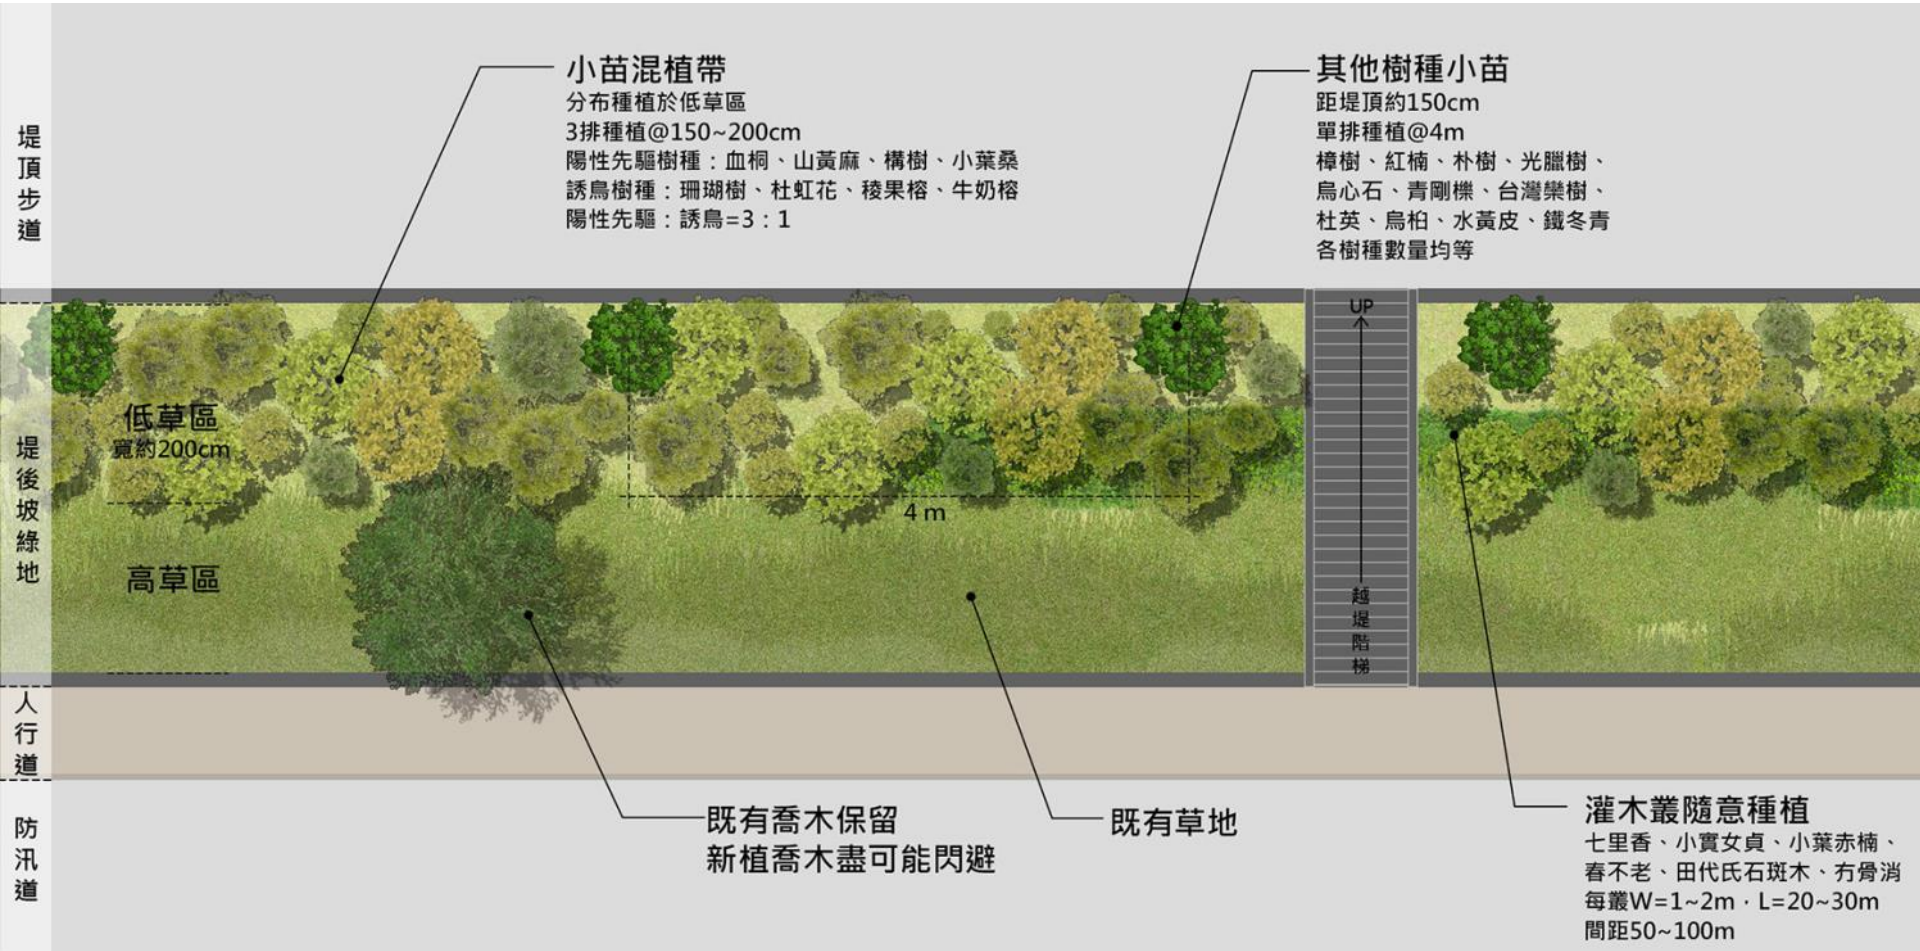 小苗混植帶
分布種植於低草區
3排種植@150~200cm
陽性先驅樹種：血桐、山黃麻、構樹、小葉桑
誘鳥樹種：珊瑚樹、杜虹花、稜果榕、牛奶榕
陽性先驅：誘鳥=3：1
其他樹種小苗
距堤頂約150cm
單排種植@4m
樟樹、紅楠、朴樹、光臘樹、
烏心石、青剛櫟、台灣欒樹、
杜英、烏桕、水黃皮、鐵冬青
各樹種數量均等
堤頂步道
堤後坡綠地
人行道
防汛道
低草區
寬約200cm
高草區
4 m
UP
越堤階梯
既有喬木保留
新植喬木盡可能閃避
既有草地
灌木叢隨意種植
七里香、小實女貞、小葉赤楠、
春不老、田代氏石斑木、冇骨消
每叢W=1~2m，L=20~30m
間距50~100m